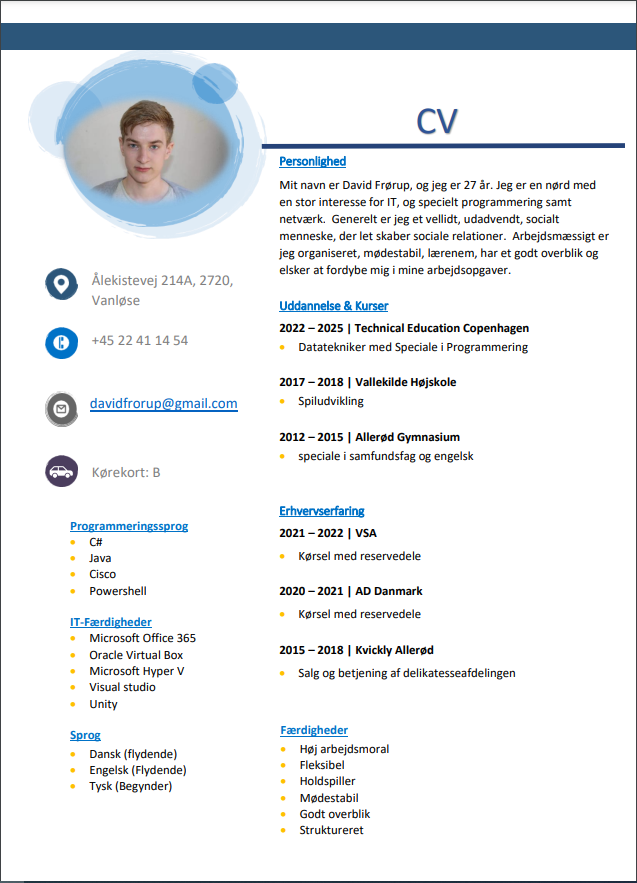 CV
Personlighed
Mit navn er David Frørup, og jeg er 27 år. Jeg er en nørd med
en stor interesse for IT, og specielt programmering samt
netværk. Generelt er jeg et vellidt, udadvendt, socialt
menneske, der let skaber sociale relationer. Arbejdsmæssigt er
jeg organiseret, mødestabil, lærenem, har et godt overblik og
elsker at fordybe mig i mine arbejdsopgaver.
Ålekistevej 214A, 2720,
Vanløse
+45 22 41 14 54
davidfrorup@gmail.com
Kørekort: B
Programmeringssprog
C#
Java
Cisco
Powershell
IT-Færdigheder
Microsoft Office 365
Oracle Virtual Box
Microsoft Hyper V
Visual studio
Unity
Sprog
Dansk (flydende)
Engelsk (Flydende)
Tysk (Begynder)
Uddannelse & Kurser
2022 – 2025 | Technical Education Copenhagen
Datatekniker med Speciale i Programmering
2017 – 2018 | Vallekilde Højskole
Spiludvikling
2012 – 2015 | Allerød Gymnasium
speciale i samfundsfag og engelsk
Erhvervserfaring
2021 – 2022 | VSA
Kørsel med reservedele
2020 – 2021 | AD Danmark
Kørsel med reservedele
2015 – 2018 | Kvickly Allerød
Salg og betjening af delikatesseafdelingen
Færdigheder
Høj arbejdsmoral
Fleksibel
Holdspiller
Mødestabil
Godt overblik
Struktureret